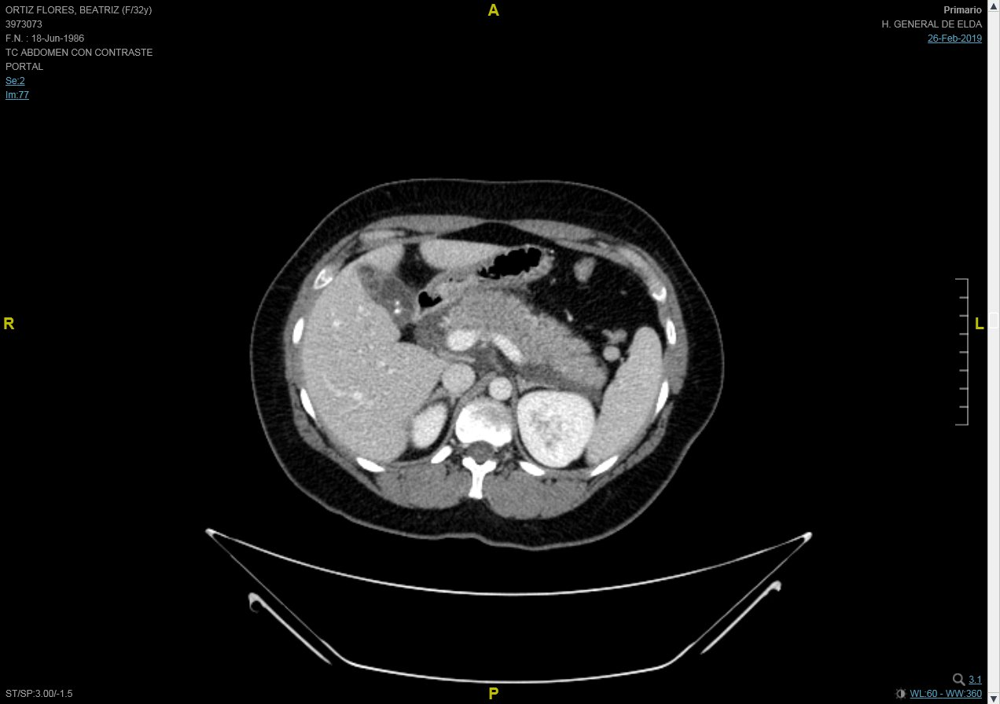 ORTIZ FLORES, BEATRIZ (F/32y)
3973073
F.N. : 18-Jun-1986
TC ABDOMEN CON CONTRASTE
PORTAL
Se:2
Im:77
A
Primario
H. GENERAL DE ELDA
26-Feb-2019
R
L
ST/SP:3.00/-1.5
P
3.1
WL:60 - WW:360